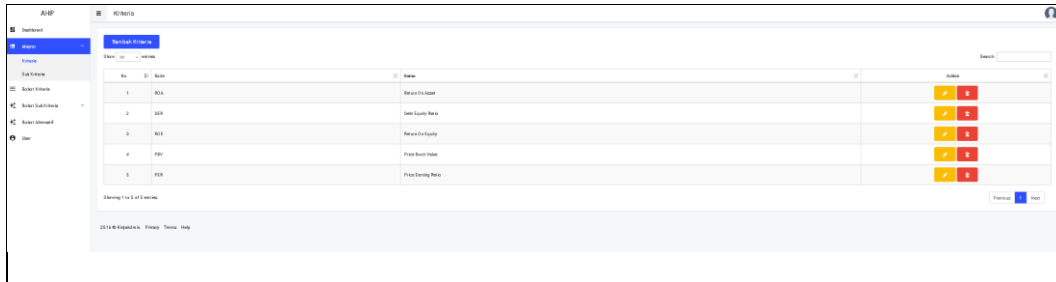 AHP
Kriteria
Dashboard
Master
Kriteria
Sub Kriteria
Bobot Kriteria
Bobot Sub Kriteria
Bobot Alternatif
User
Tambah Kriteria
Show 10 entries
Search:
No Kode Nama Action
1 ROA Return On Asset
2 DER Debt Equity Ratio
3 ROE Return On Equity
4 PBV Price Book Value
5 PER Price Earning Ratio
Showing 1 to 5 of 5 entries
Previous 1 Next
2016 © Privacy Terms Help